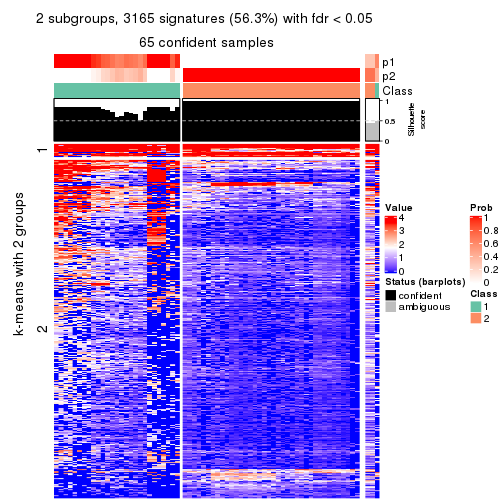 2 subgroups, 3165 signatures (56.3%) with fdr < 0.05
65 confident samples
p1
p2
Class
1
0.5
0
Silhouette
score
1
2
k-means with 2 groups
Value
4
3
2
1
0
Status (barplots)
confident
ambiguous
Prob
1
0.8
0.6
0.4
0.2
0
Class
1
2